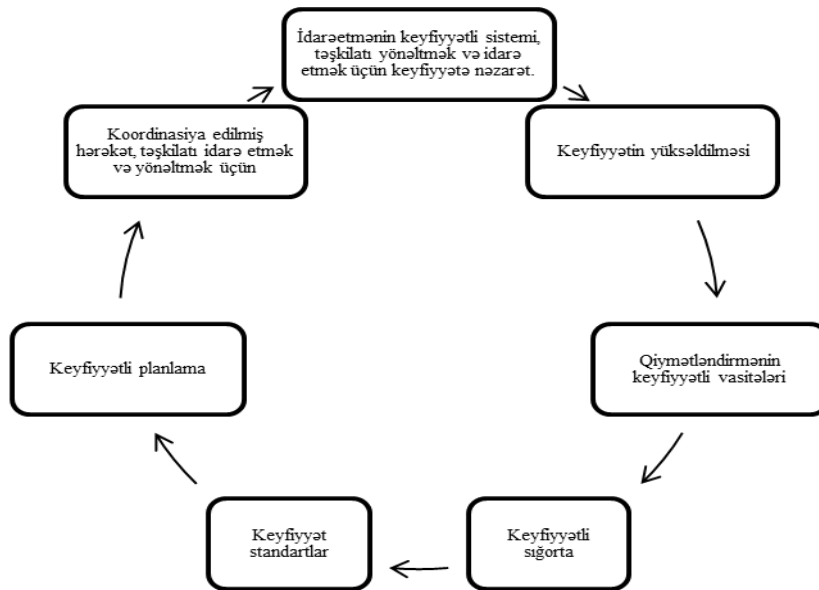 İdarəetmənin keyfiyyətli sistemi,
təşkilatı yönəltmək və idarə
etmək üçün keyfiyyətə nəzarət.
Keyfiyyətin yüksəldilməsi
Qiymətləndirmənin
keyfiyyətli vasitələri
Keyfiyyətli
sığorta
Keyfiyyət
standartlar
Keyfiyyətli planlama
Koordinasiya edilmiş
hərəkət, təşkilatı idarə etmək
və yönəltmək üçün